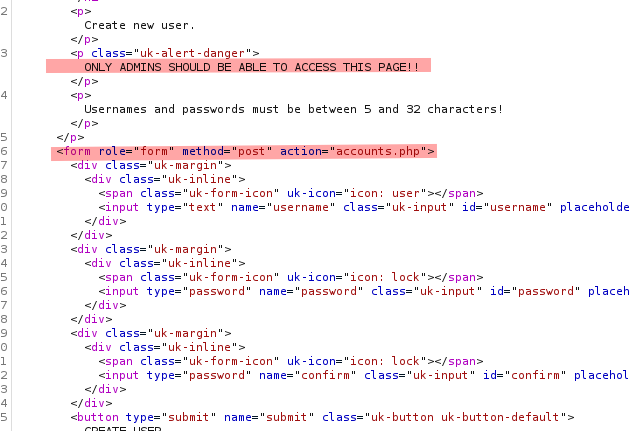 2 <p>
Create new user.
</p>
3 <p class="uk-alert-danger">
ONLY ADMINS SHOULD BE ABLE TO ACCESS THIS PAGE!!
</p>
4 <p>
Usernames and passwords must be between 5 and 32 characters!
</p>
5 </p>
6 <form role="form" method="post" action="accounts.php">
7 <div class="uk-margin">
8 <div class="uk-inline">
9 <span class="uk-form-icon" uk-icon="icon: user"></span>
0 <input type="text" name="username" class="uk-input" id="username" placeholde
1 </div>
2 </div>
3 <div class="uk-margin">
4 <div class="uk-inline">
5 <span class="uk-form-icon" uk-icon="icon: lock"></span>
6 <input type="password" name="password" class="uk-input" id="password" placeh
7 </div>
8 </div>
9 <div class="uk-margin">
0 <div class="uk-inline">
1 <span class="uk-form-icon" uk-icon="icon: lock"></span>
2 <input type="password" name="confirm" class="uk-input" id="confirm" placehol
3 </div>
4 </div>
5 <button type="submit" name="submit" class="uk-button uk-button-default">
CREATE USER